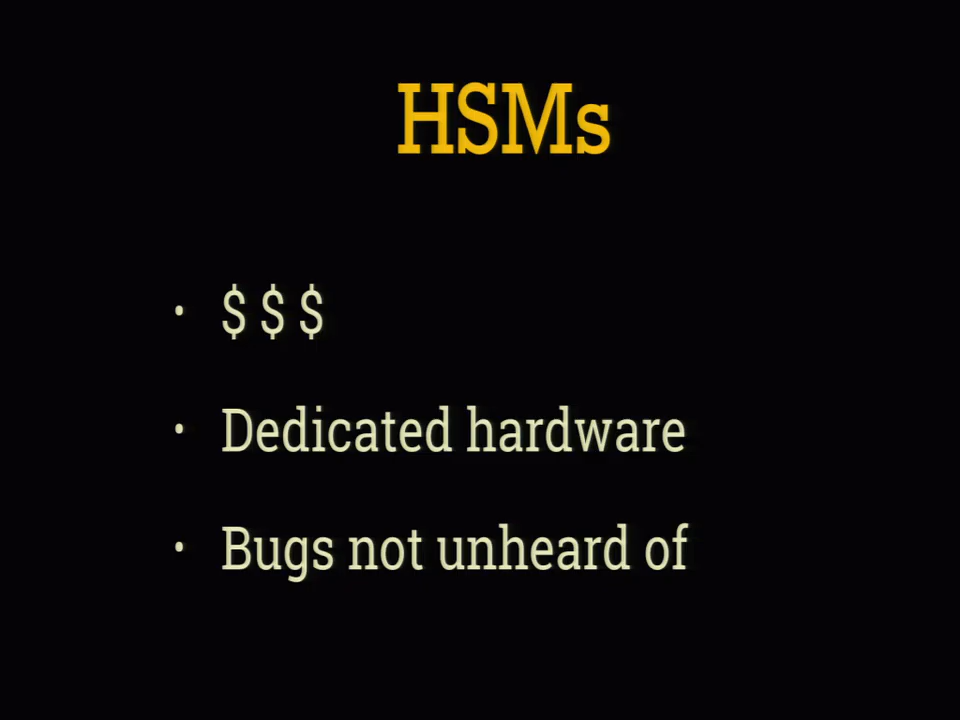 HSMs
· $ $ $
· Dedicated hardware
· Bugs not unheard of